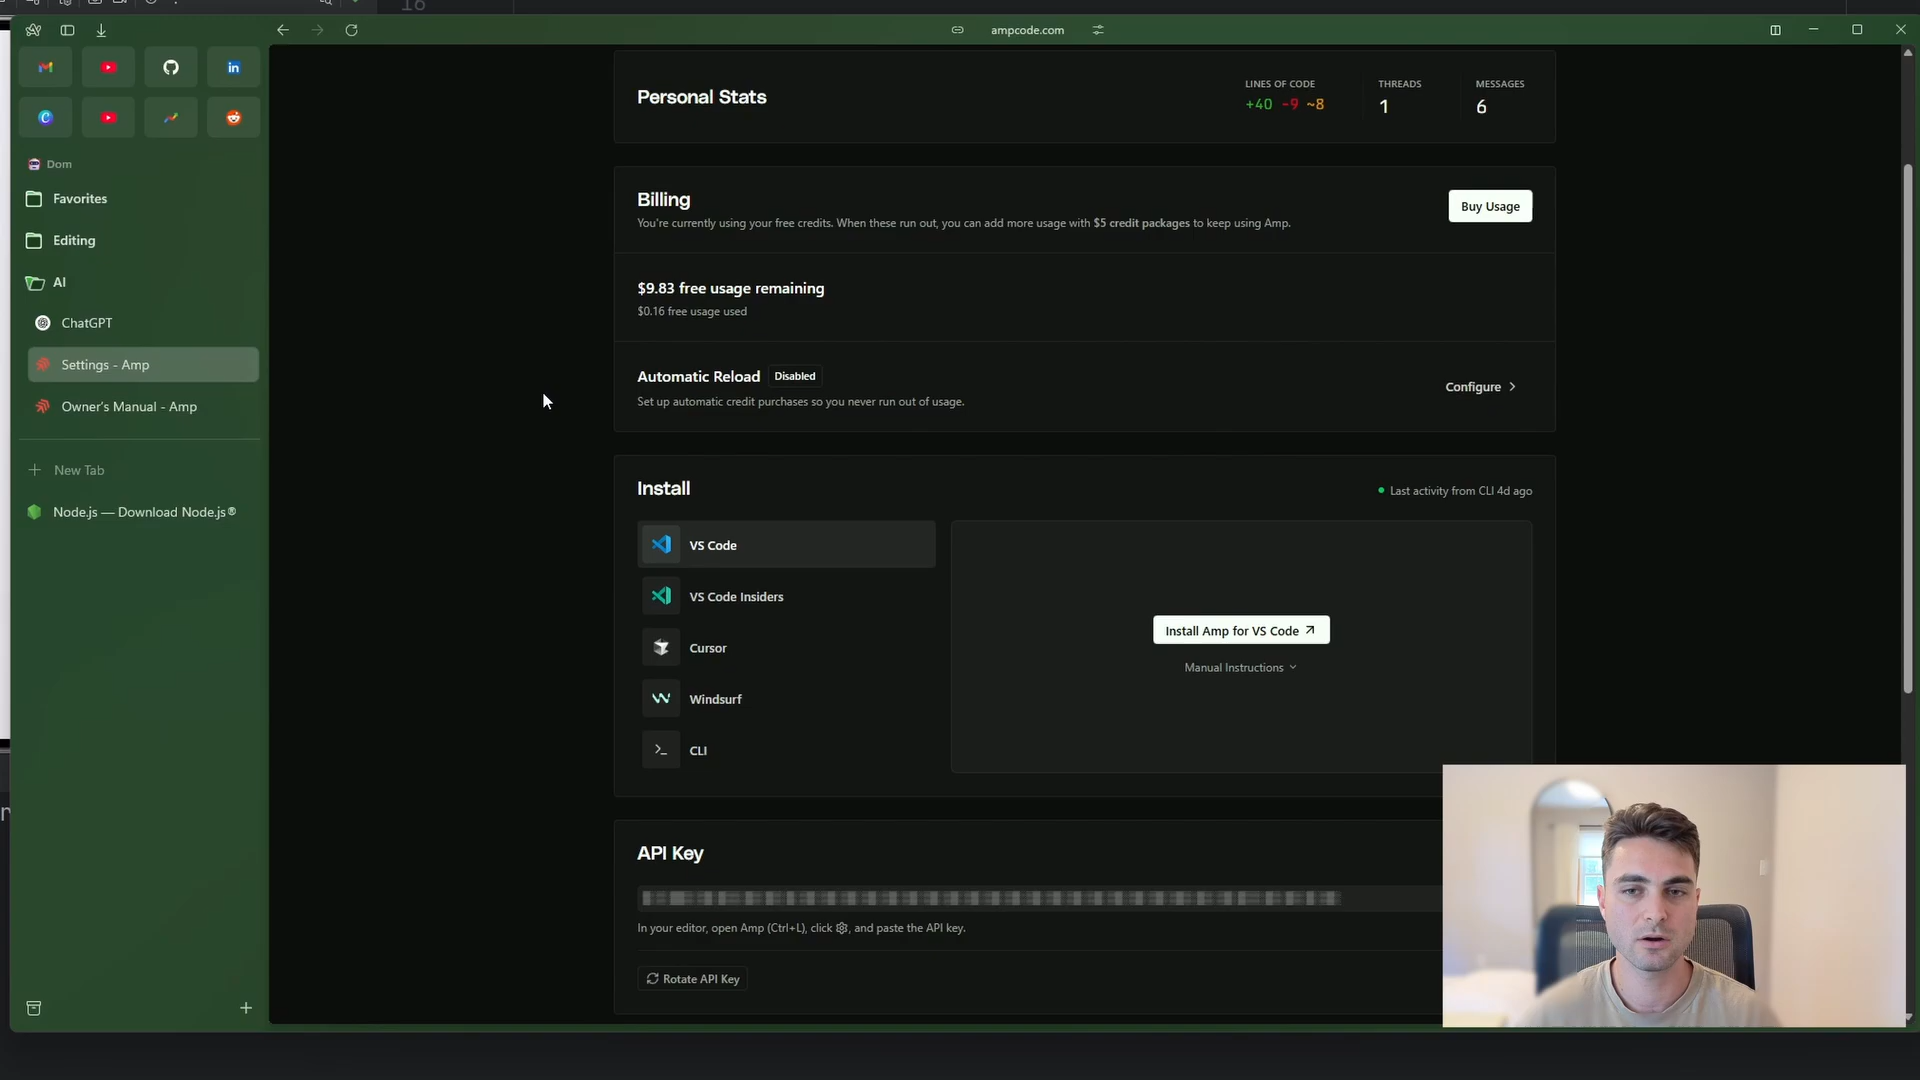 16
ampcode.com
Dom
Favorites
Editing
AI
ChatGPT
Settings - Amp
Owner's Manual - Amp
New Tab
Node.js — Download Node.js®
Personal Stats
LINES OF CODE
+40 -9 ~8
THREADS
1
MESSAGES
6
Billing
You're currently using your free credits. When these run out, you can add more usage with $5 credit packages to keep using Amp.
Buy Usage
$9.83 free usage remaining
$0.16 free usage used
Automatic Reload Disabled
Set up automatic credit purchases so you never run out of usage.
Configure
Install
Last activity from CLI 4d ago
VS Code
VS Code Insiders
Cursor
Windsurf
CLI
Install Amp for VS Code
Manual Instructions
API Key
In your editor, open Amp (Ctrl+L), click , and paste the API key.
Rotate API Key